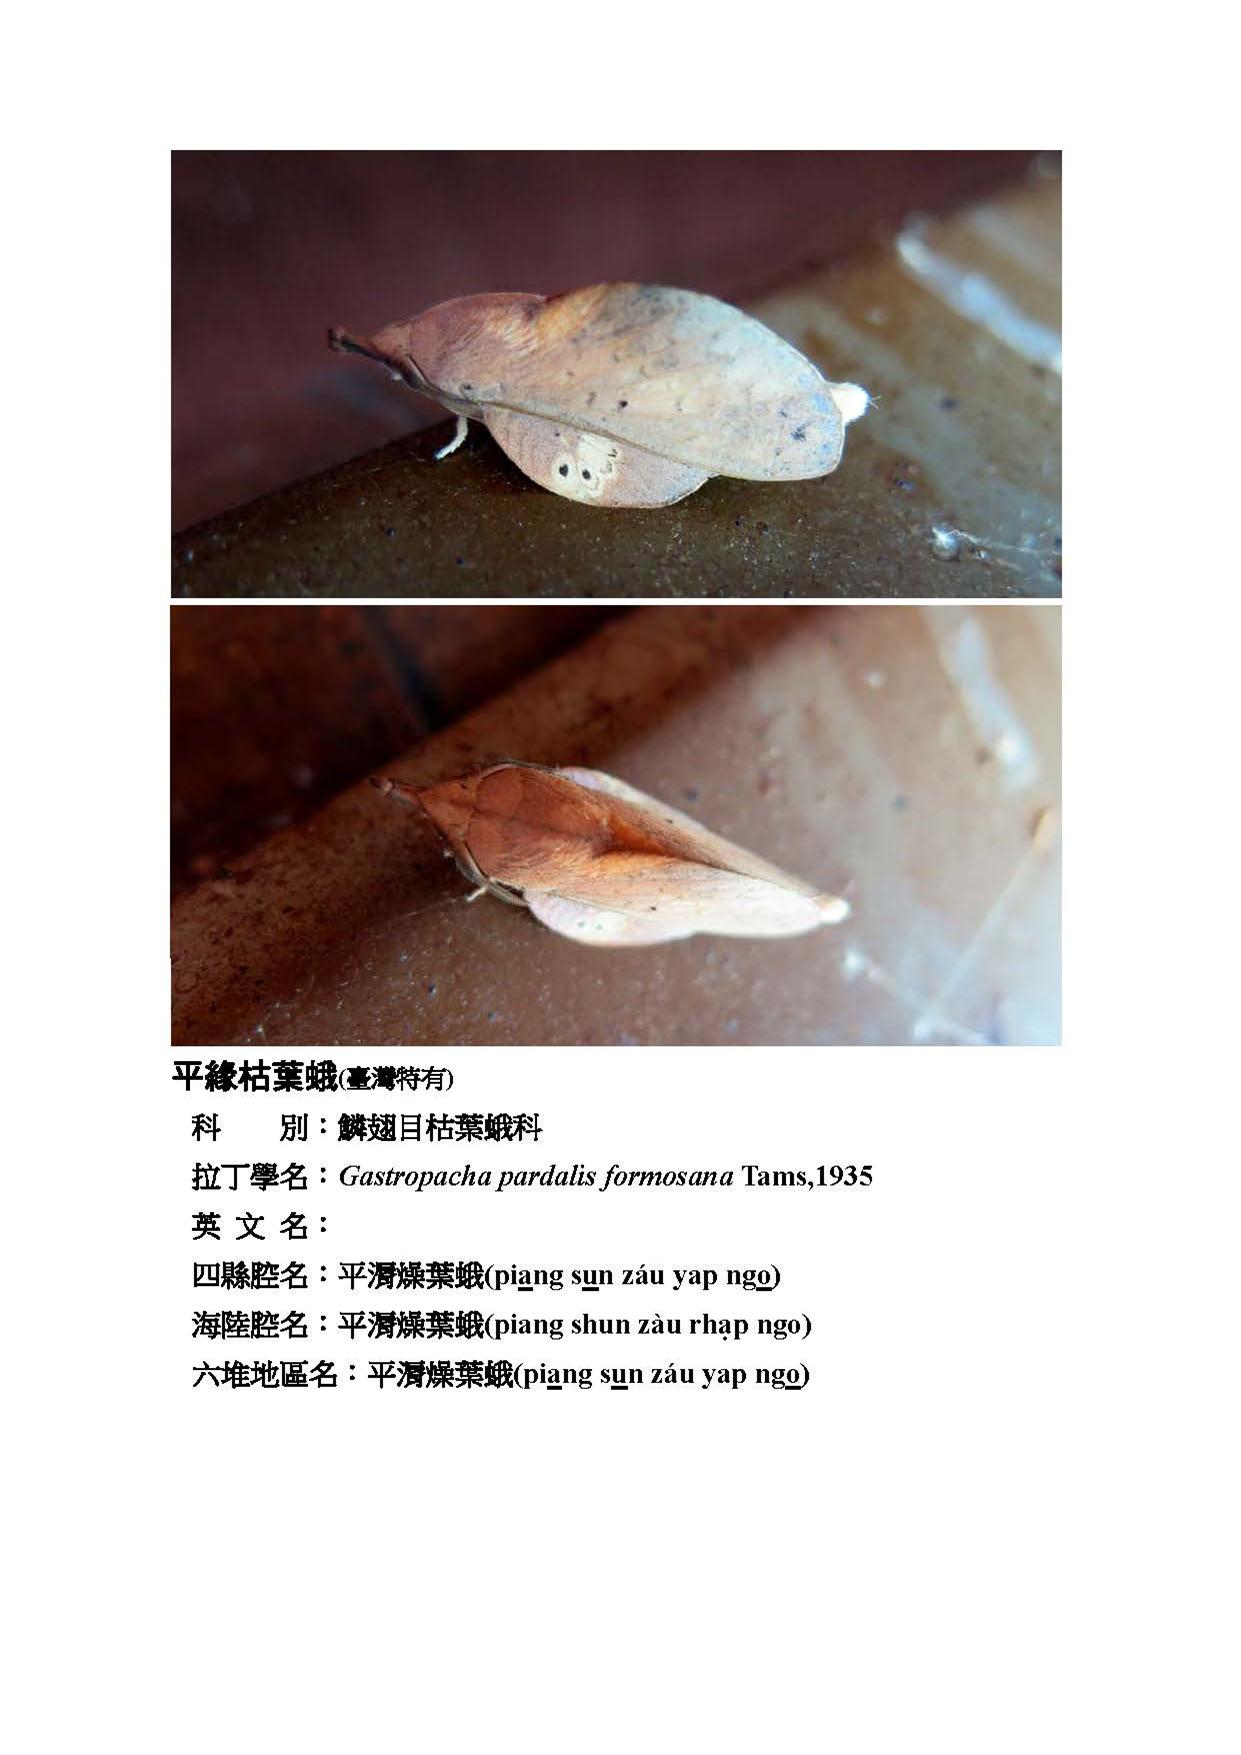 平緣枯葉蛾(臺灣特有)
科 別：鱗翅目枯葉蛾科
拉丁學名：Gastropacha pardalis formosana Tams,1935
英 文 名：
四縣腔名：平漘燥葉蛾(piang sun záu yap ngo)
海陸腔名：平漘燥葉蛾(piang shun zàu rhạp ngo)
六堆地區名：平漘燥葉蛾(piang sun záu yap ngo)